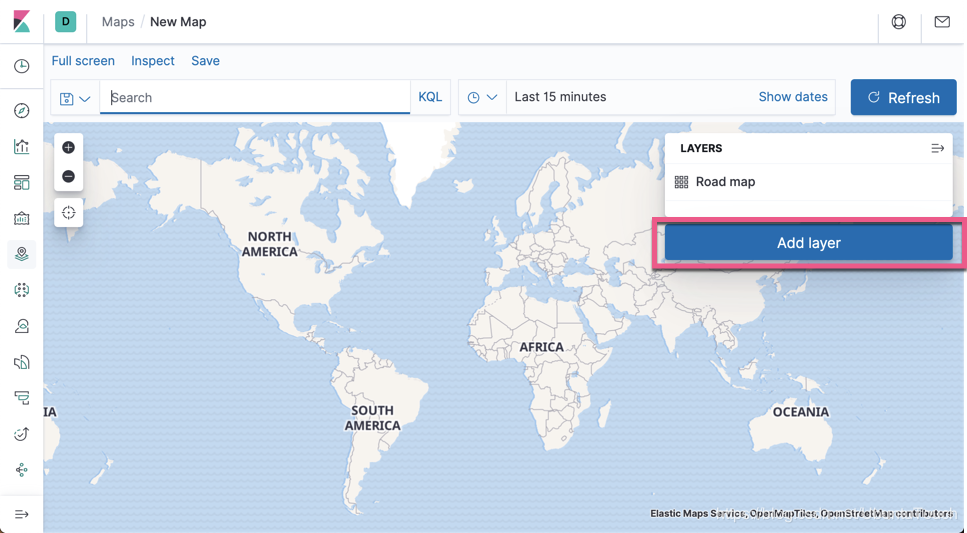 D Maps / New Map
Full screen Inspect Save
Search KQL Last 15 minutes Show dates Refresh
LAYERS
Road map
Add layer
NORTH
AMERICA
AFRICA
SOUTH
AMERICA
IA
OCEANIA
Elastic Maps Service, OpenMapTiles, OpenStreetMap contributors